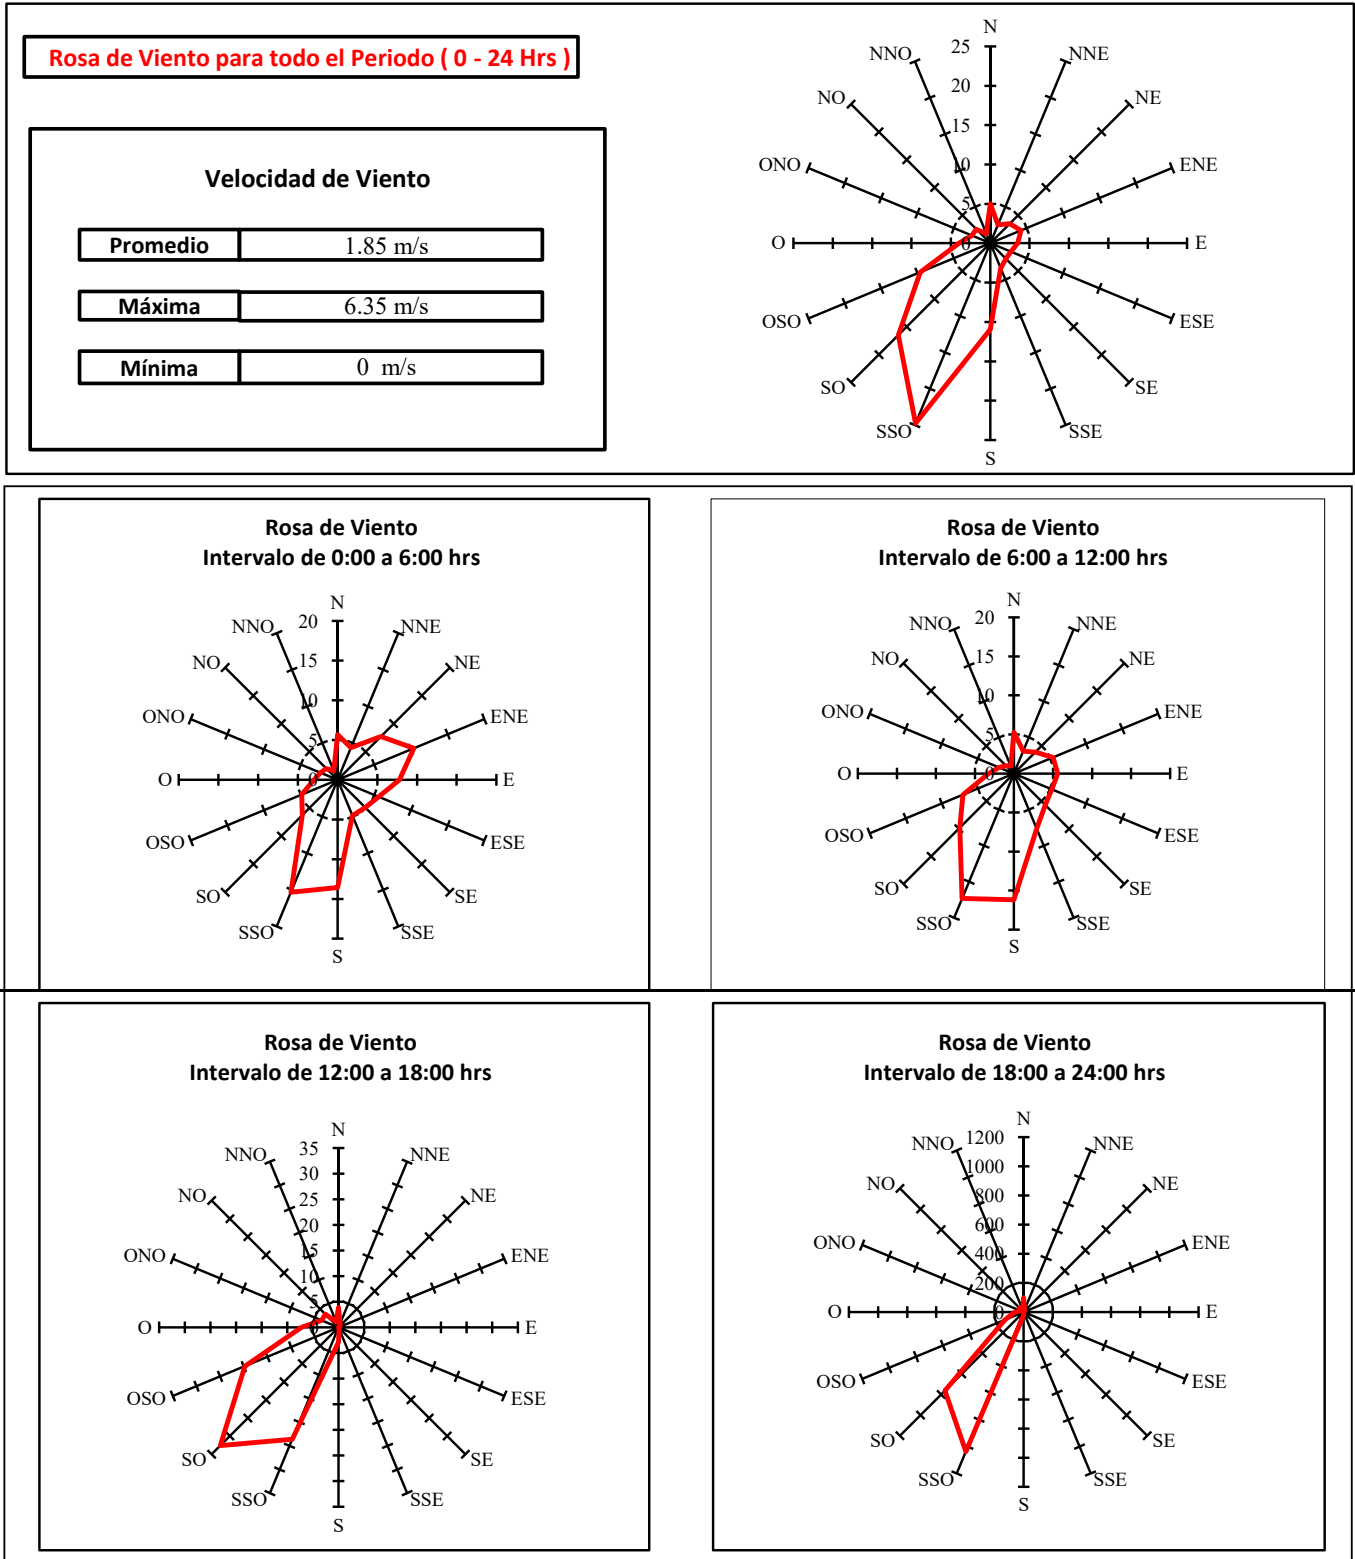 Rosa de Viento para todo el Periodo ( 0 - 24 Hrs )
Velocidad de Viento
Promedio 1.85 m/s
Máxima 6.35 m/s
Mínima 0 m/s
N
NNE
NE
ENE
E
ESE
SE
SSE
S
SSO
SO
OSO
O
ONO
NO
NNO
25
20
15
10
5
0
Rosa de Viento
Intervalo de 0:00 a 6:00 hrs
N
NNE
NE
ENE
E
ESE
SE
SSE
S
SSO
SO
OSO
O
ONO
NO
NNO
20
15
10
5
0
Rosa de Viento
Intervalo de 6:00 a 12:00 hrs
N
NNE
NE
ENE
E
ESE
SE
SSE
S
SSO
SO
OSO
O
ONO
NO
NNO
20
15
10
5
0
Rosa de Viento
Intervalo de 12:00 a 18:00 hrs
N
NNE
NE
ENE
E
ESE
SE
SSE
S
SSO
SO
OSO
O
ONO
NO
NNO
35
30
25
20
15
10
5
0
Rosa de Viento
Intervalo de 18:00 a 24:00 hrs
N
NNE
NE
ENE
E
ESE
SE
SSE
S
SSO
SO
OSO
O
ONO
NO
NNO
1200
1000
800
600
400
200
0